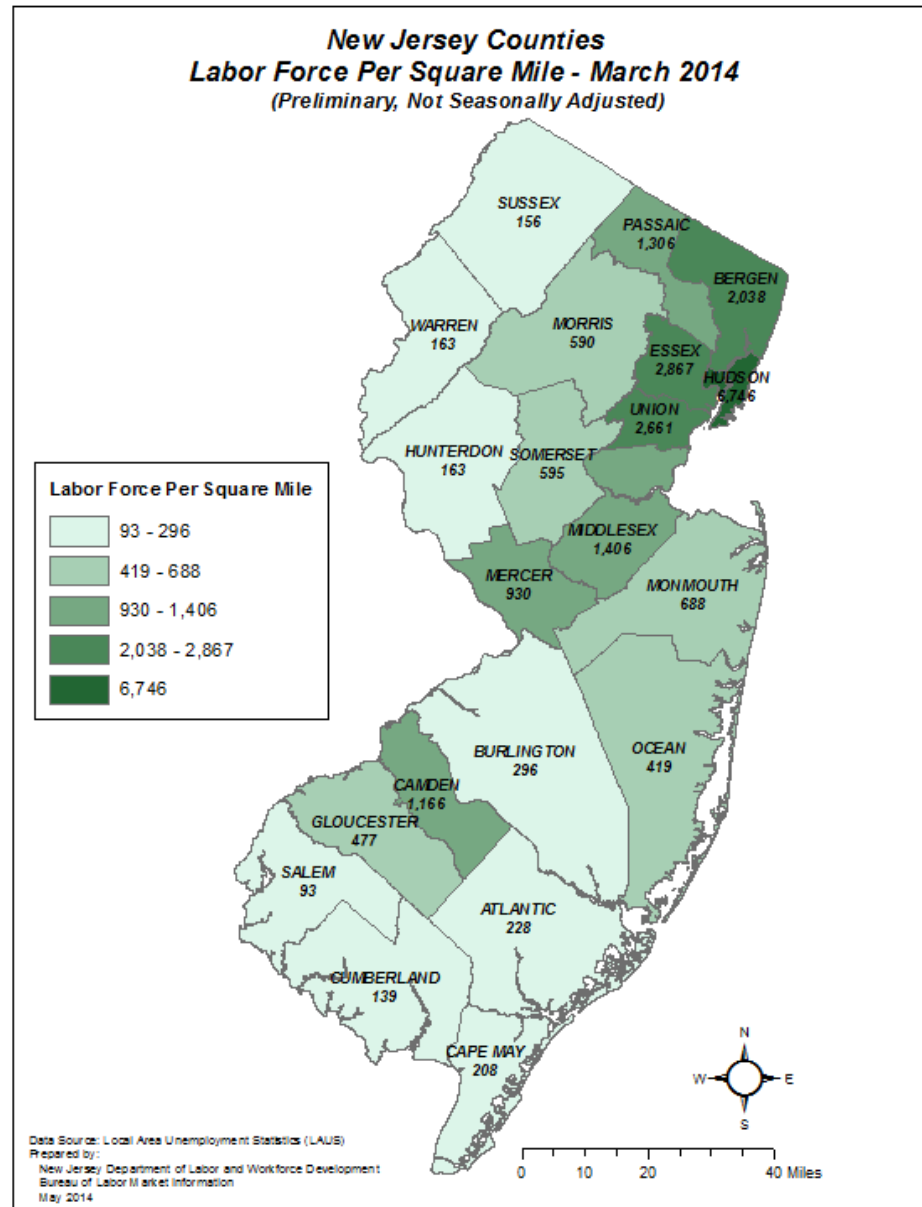 New Jersey Counties
Labor Force Per Square Mile - March 2014
(Preliminary, Not Seasonally Adjusted)
SUSSEX
156
PASSAIC
1,306
BERGEN
2,038
WARREN
163
MORRIS
590
ESSEX
2,867
HUDSON
6,746
UNION
2,661
HUNTERDON
163
SOMERSET
595
MIDDLESEX
1,406
MERCER
930
MONMOUTH
688
Labor Force Per Square Mile
93 - 296
419 - 688
930 - 1,406
2,038 - 2,867
6,746
BURLINGTON
296
OCEAN
419
CAMDEN
1,166
GLOUCESTER
477
SALEM
93
ATLANTIC
228
CUMBERLAND
139
CAPE MAY
208
N
W E
S
Data Source: Local Area Unemployment Statistics (LAUS)
Prepared by:
New Jersey Department of Labor and Workforce Development
Bureau of Labor Market Information
May 2014
0 10 20 40 Miles